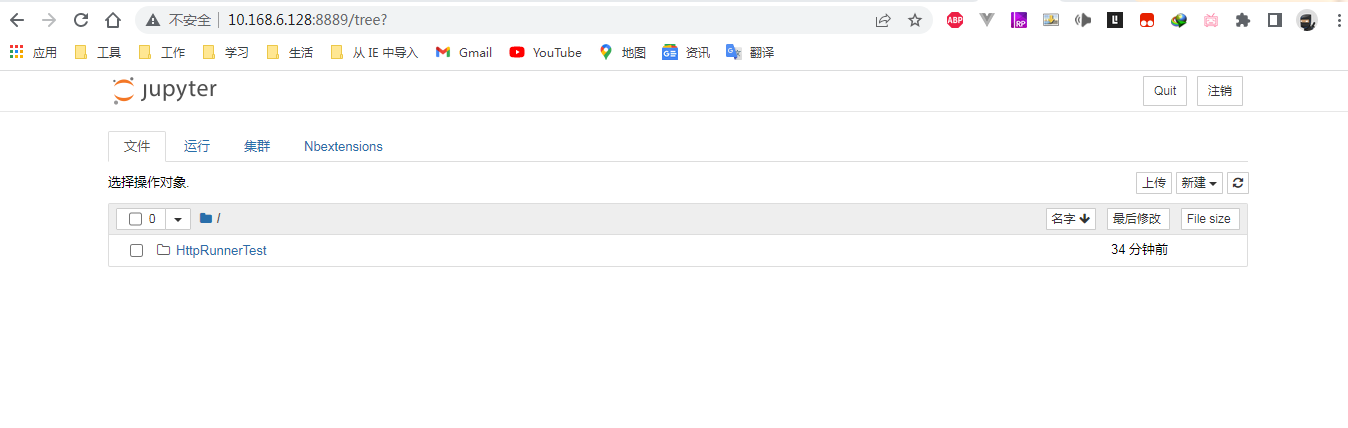 不安全 10.168.6.128:8889/tree?
ABP RP
应用 工具 工作 学习 生活 从 IE 中导入 Gmail YouTube 地图 资讯 翻译
jupyter Quit 注销
文件 运行 集群 Nbextensions
选择操作对象. 上传 新建
0 / 名字 最后修改 File size
HttpRunnerTest 34 分钟前